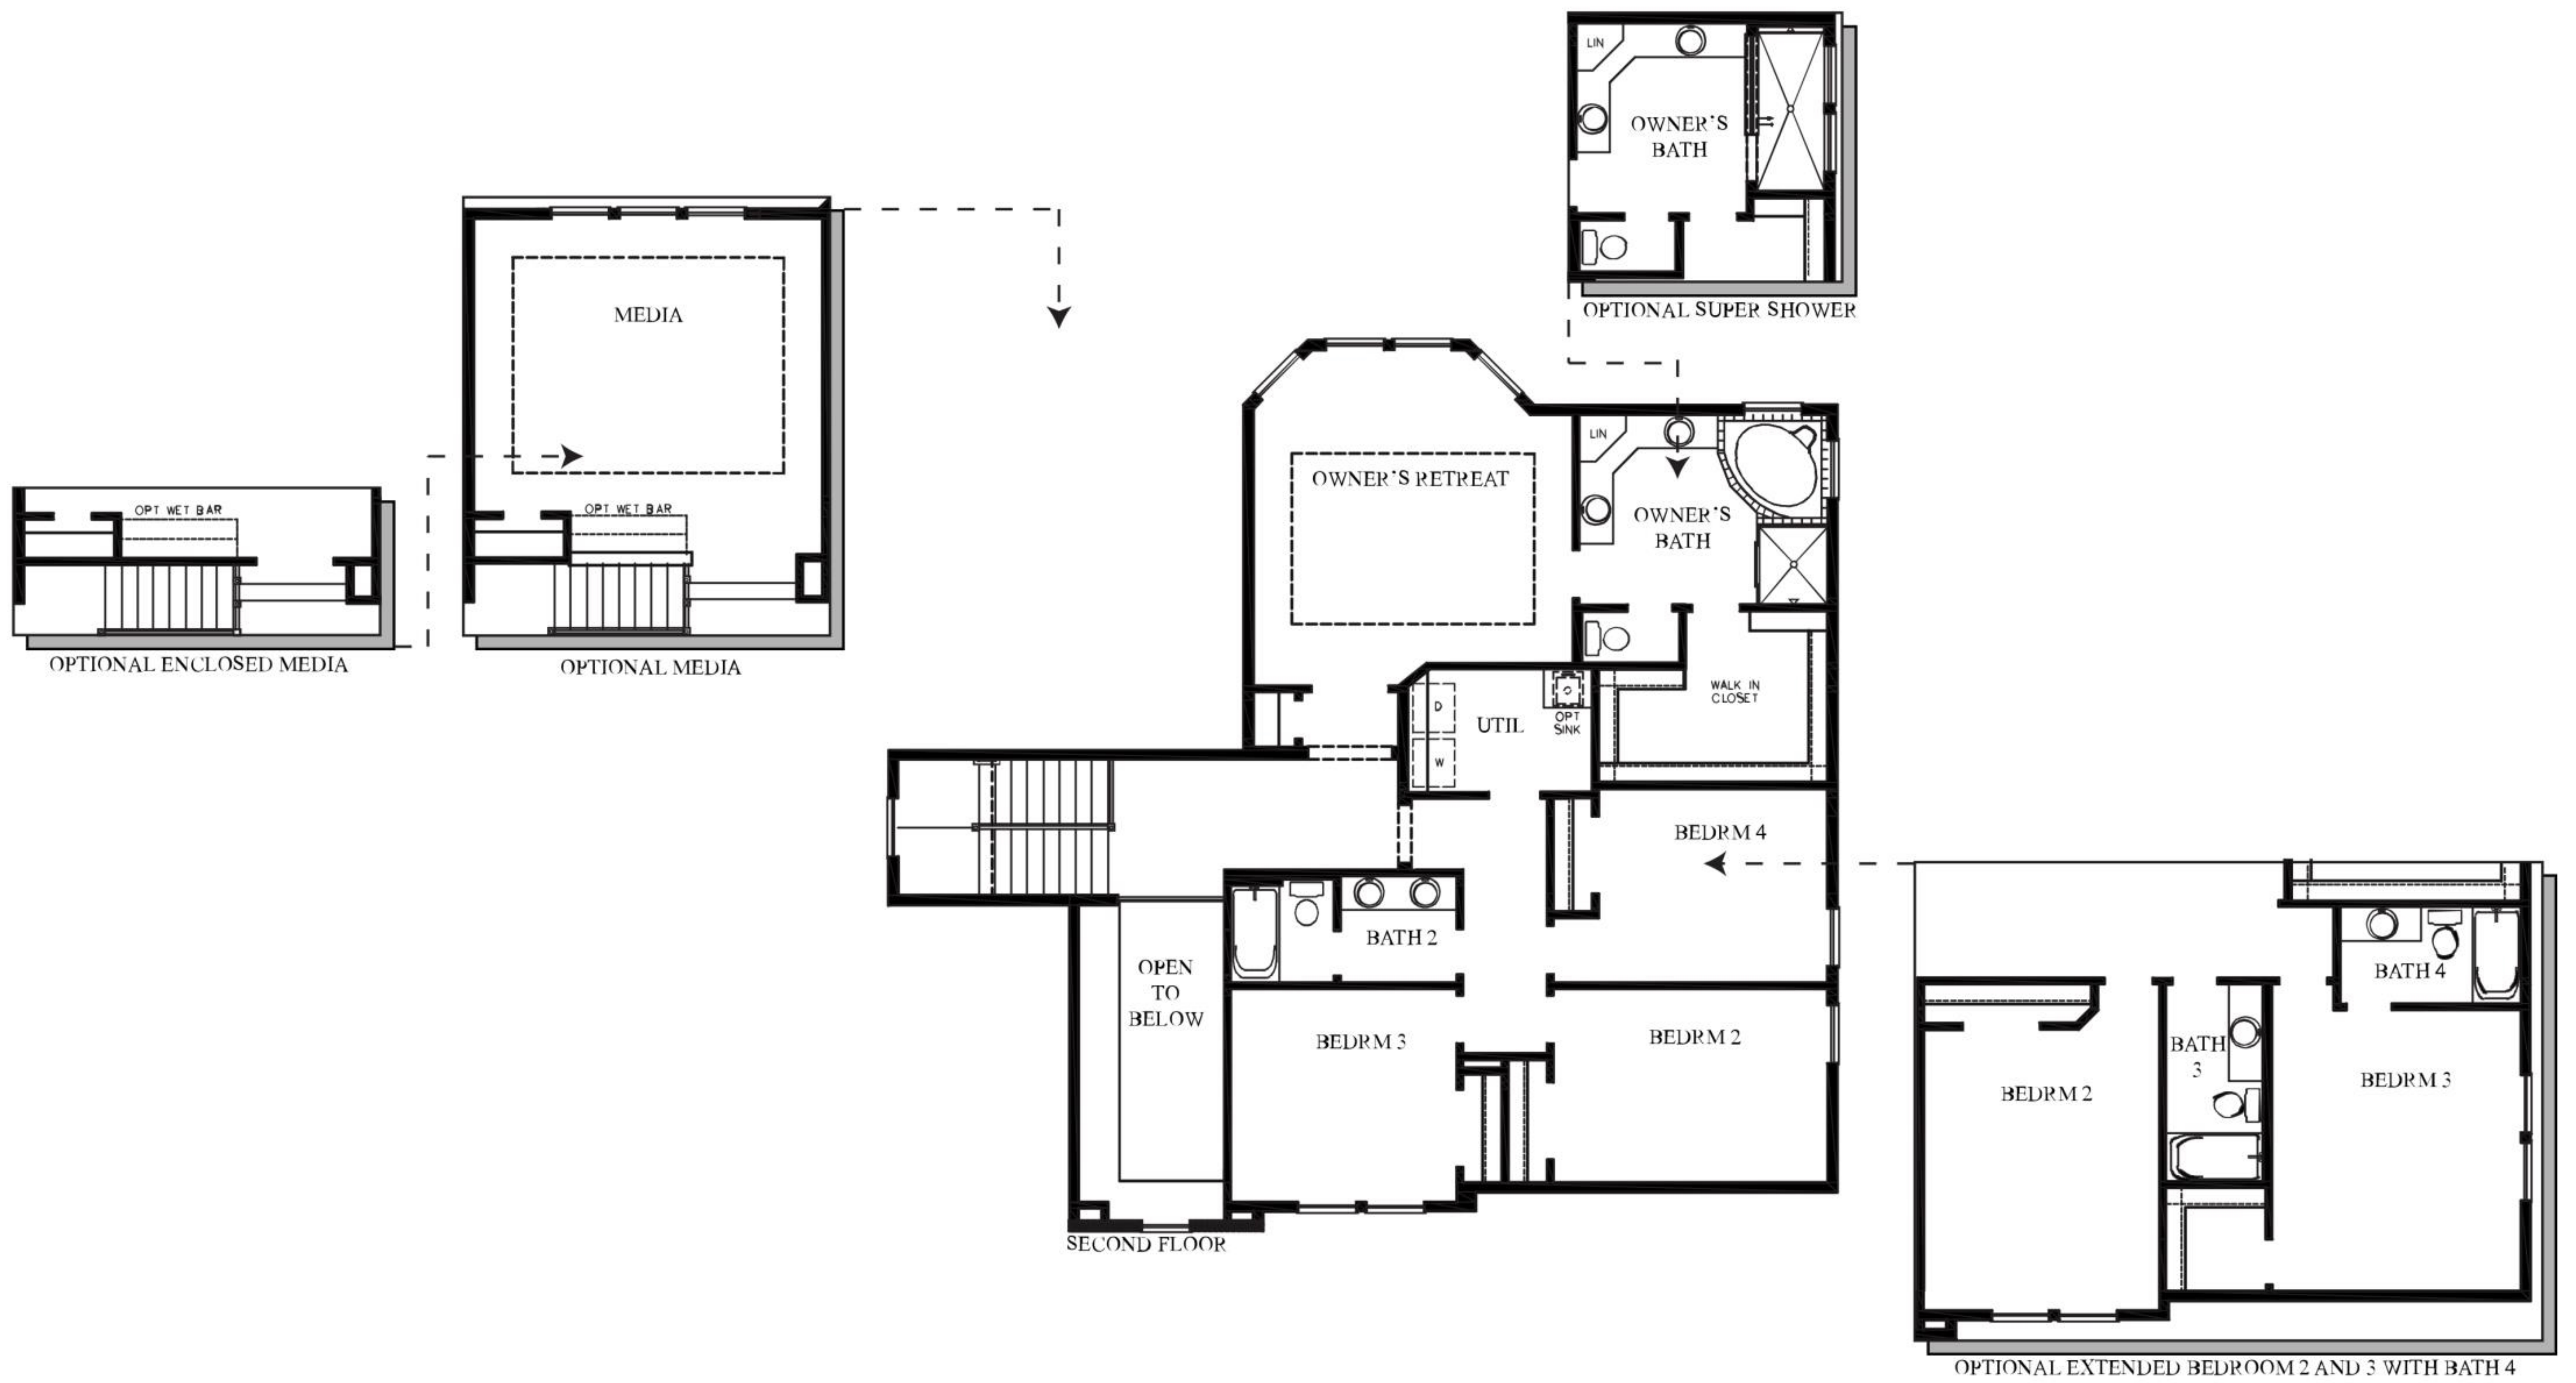 LIN
OWNER'S
BATH
OPTIONAL SUPER SHOWER
MEDIA
OPT WET BAR
OPTIONAL MEDIA
OPT WET BAR
OPTIONAL ENCLOSED MEDIA
OWNER'S RETREAT
LIN
OWNER'S
BATH
WALK IN
CLOSET
D
W
UTIL
OPT
SINK
BEDRM 4
BATH 2
OPEN
TO
BELOW
BEDRM 3
BEDRM 2
SECOND FLOOR
BATH 4
BATH
3
BEDRM 2
BEDRM 3
OPTIONAL EXTENDED BEDROOM 2 AND 3 WITH BATH 4